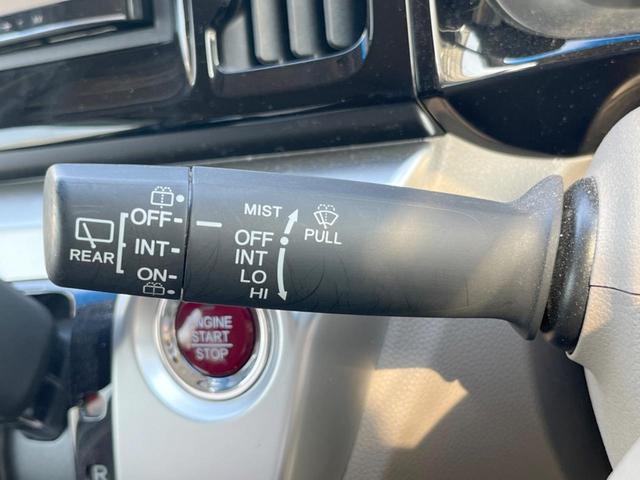 OFF
INT
ON
REAR
MIST
OFF
INT
LO
HI
PULL
ENGINE
START
STOP
R